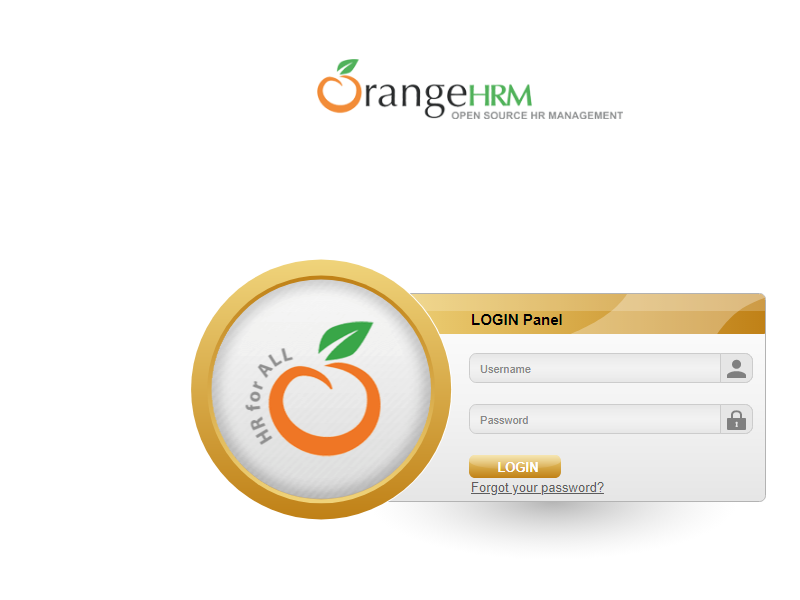 OrangeHRM
OPEN SOURCE HR MANAGEMENT
HR for ALL
LOGIN Panel
Username
Password
LOGIN
Forgot your password?